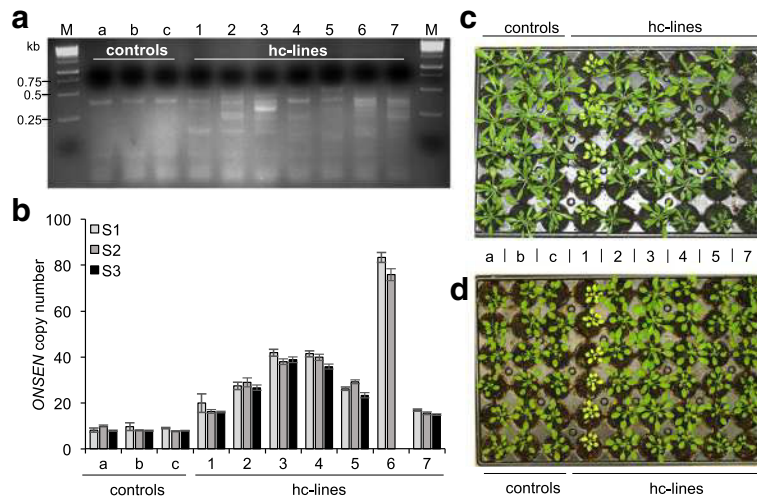 a
M a b c 1 2 3 4 5 6 7 M
kb
controls hc-lines
0.75
0.5
0.25
b
100
80
60
40
20
0
ONSEN copy number
S1
S2
S3
a b c 1 2 3 4 5 6 7
controls hc-lines
c
controls hc-lines
a | b | c | 1 | 2 | 3 | 4 | 5 | 6 | 7
d
controls hc-lines